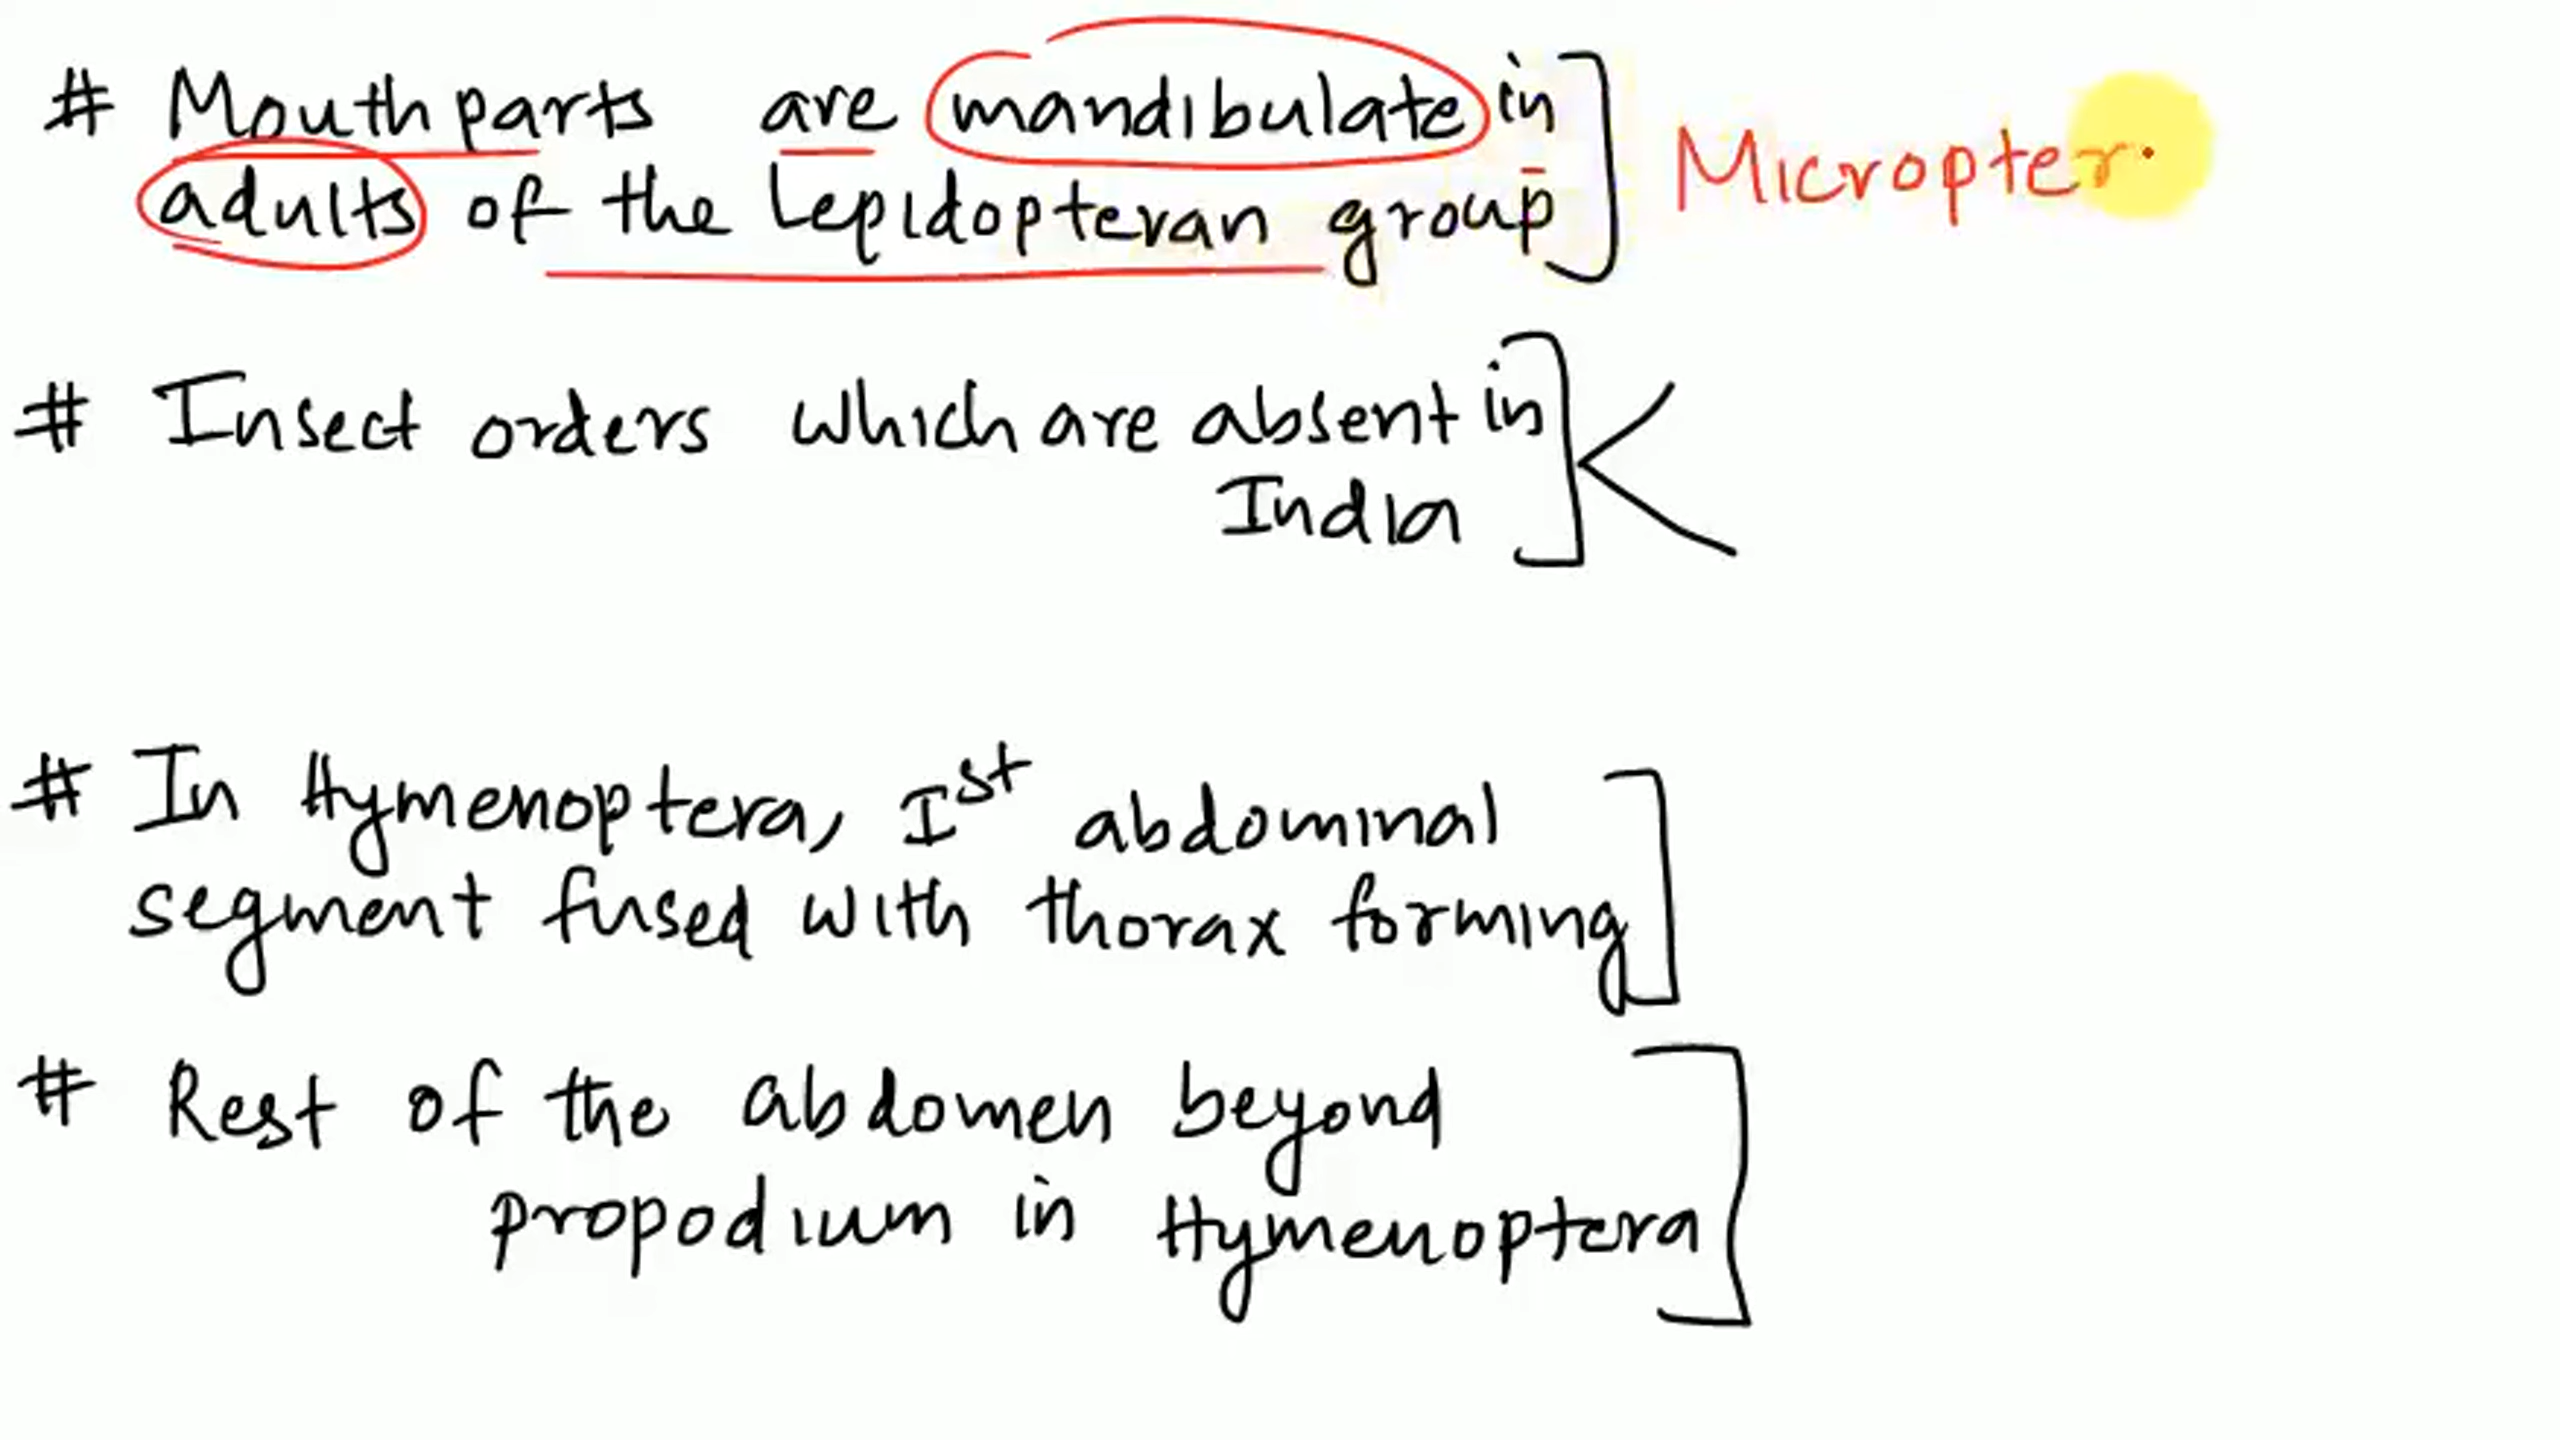 # Mouthparts are mandibulate in
adults of the Lepidopteran group
Micropter
# Insect orders which are absent in
India
# In Hymenoptera, Ist abdominal
segment fused with thorax forming
# Rest of the abdomen beyond
propodium in Hymenoptera